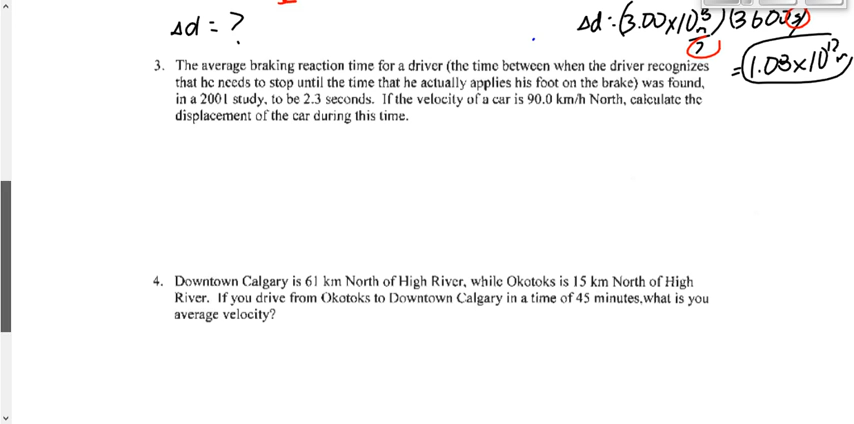 Δd = ?
Δd = (3.00×10⁸ m/s)(3600 s)
= 1.08×10¹² m
3. The average braking reaction time for a driver (the time between when the driver recognizes
that he needs to stop until the time that he actually applies his foot on the brake) was found,
in a 2001 study, to be 2.3 seconds. If the velocity of a car is 90.0 km/h North, calculate the
displacement of the car during this time.
4. Downtown Calgary is 61 km North of High River, while Okotoks is 15 km North of High
River. If you drive from Okotoks to Downtown Calgary in a time of 45 minutes,what is you
average velocity?